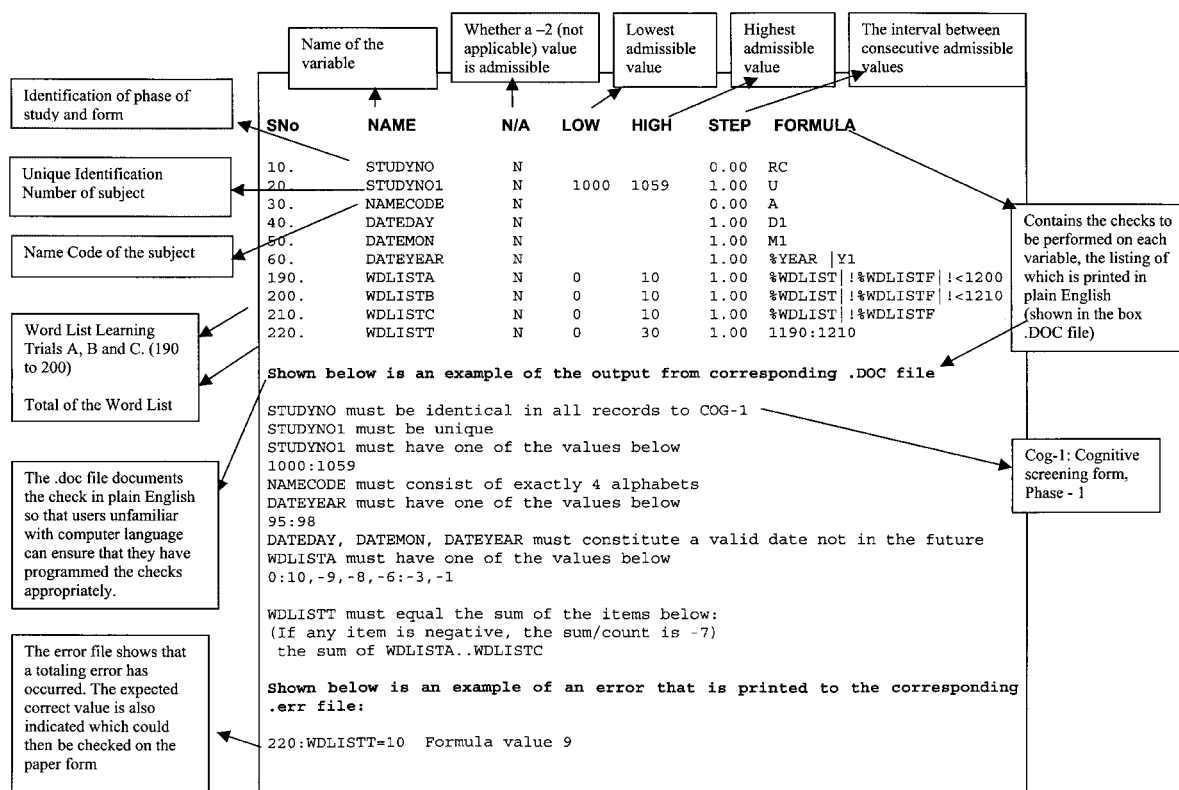 Name of the
variable
Whether a –2 (not
applicable) value
is admissible
Lowest
admissible
value
Highest
admissible
value
The interval between
consecutive admissible
values
Identification of phase of
study and form
Unique Identification
Number of subject
Name Code of the subject
Word List Learning
Trials A, B and C. (190
to 200)
Total of the Word List
The .doc file documents
the check in plain English
so that users unfamiliar
with computer language
can ensure that they have
programmed the checks
appropriately.
The error file shows that
a totaling error has
occurred. The expected
correct value is also
indicated which could
then be checked on the
paper form
SNo NAME N/A LOW HIGH STEP FORMULA
10. STUDYNO N 0.00 RC
20. STUDYNO1 N 1000 1059 1.00 U
30. NAMECODE N 0.00 A
40. DATEDAY N 1.00 D1
50. DATEMON N 1.00 M1
60. DATEYEAR N 1.00 %YEAR |Y1
190. WDLISTA N 0 10 1.00 %WDLIST|!%WDLISTF|!<1200
200. WDLISTB N 0 10 1.00 %WDLIST|!%WDLISTF|!<1210
210. WDLISTC N 0 10 1.00 %WDLIST|!%WDLISTF
220. WDLISTT N 0 30 1.00 1190:1210
Shown below is an example of the output from corresponding .DOC file
STUDYNO must be identical in all records to COG-1
STUDYNO1 must be unique
STUDYNO1 must have one of the values below
1000:1059
NAMECODE must consist of exactly 4 alphabets
DATEYEAR must have one of the values below
95:98
DATEDAY, DATEMON, DATEYEAR must constitute a valid date not in the future
WDLISTA must have one of the values below
0:10,-9,-8,-6:-3,-1
WDLISTT must equal the sum of the items below:
(If any item is negative, the sum/count is -7)
the sum of WDLISTA..WDLISTC
Shown below is an example of an error that is printed to the corresponding
.err file:
220:WDLISTT=10 Formula value 9
Contains the checks to
be performed on each
variable, the listing of
which is printed in
plain English
(shown in the box
.DOC file)
Cog-1: Cognitive
screening form,
Phase - 1